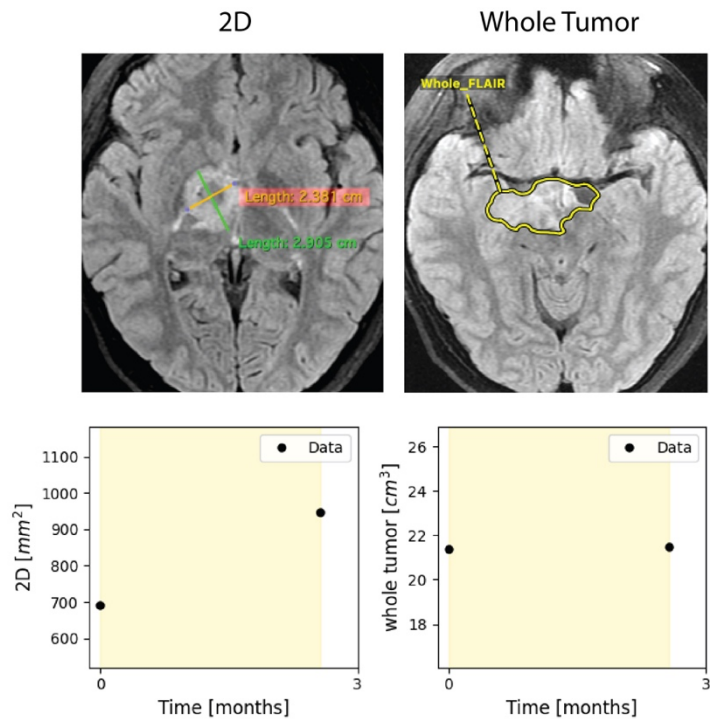 2D
Whole Tumor
Length: 2.381 cm
Length: 2.905 cm
Whole_FLAIR
2D [mm²]
1100
1000
900
800
700
600
Data
0
3
Time [months]
whole tumor [cm³]
26
24
22
20
18
Data
0
3
Time [months]